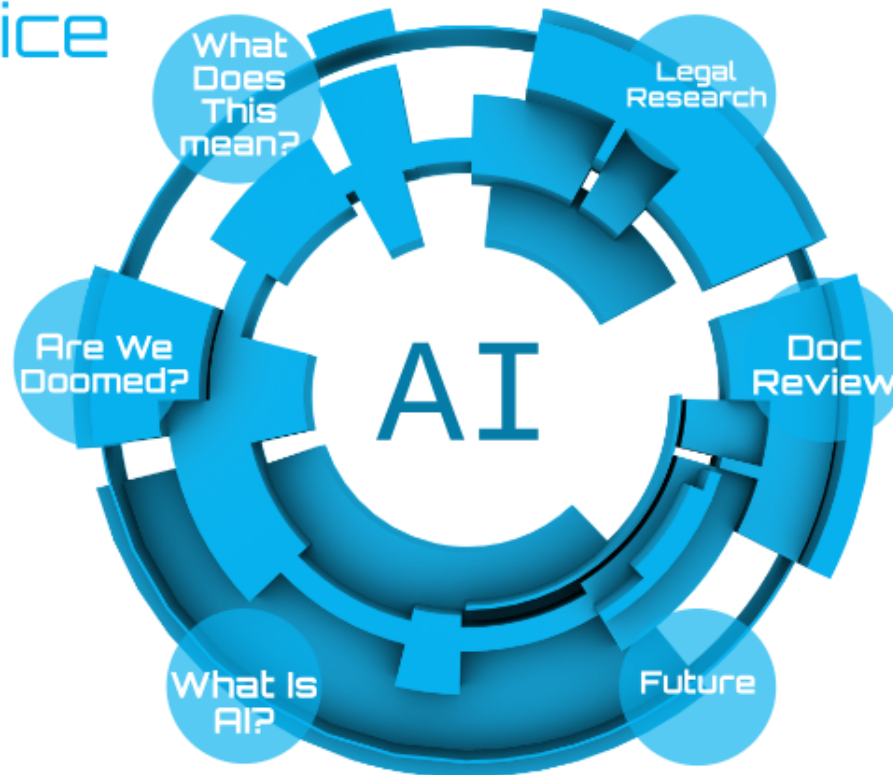 ice
What
Does
This
mean?
Legal
Research
Are We
Doomed?
AI
Doc
Review
What Is
AI?
Future